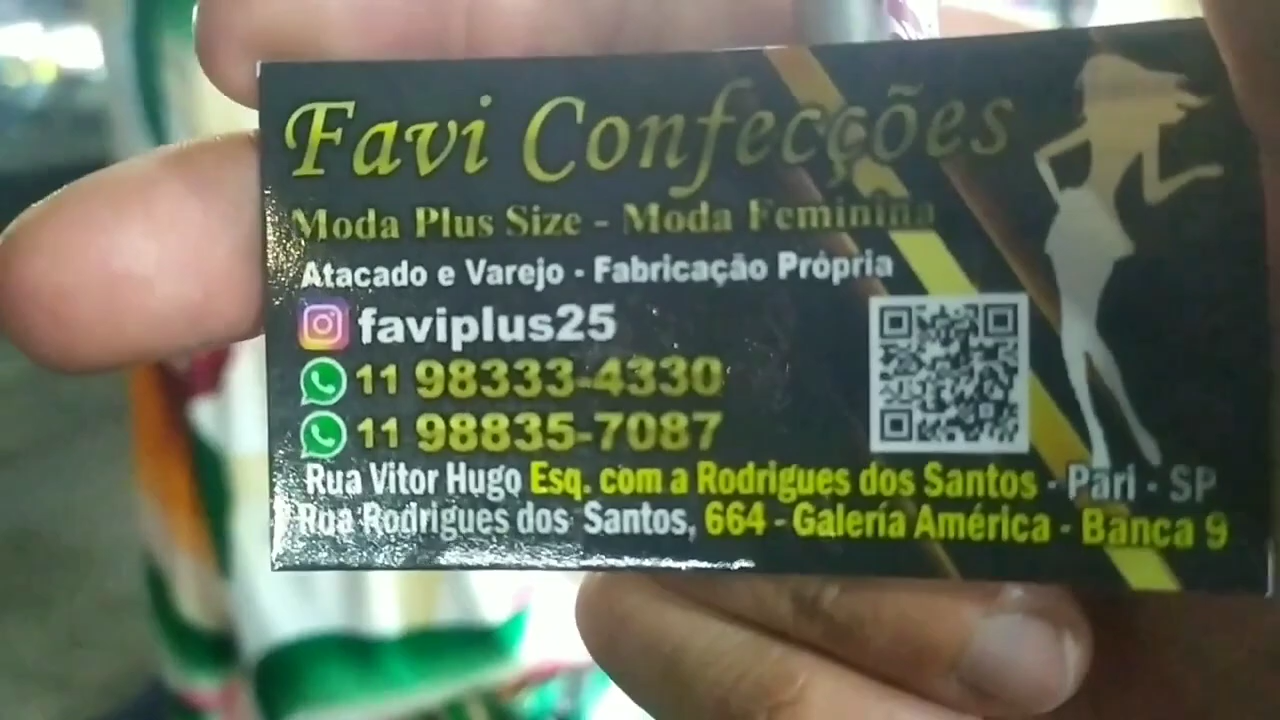 Favi Confecções
Moda Plus Size - Moda Feminina
Atacado e Varejo - Fabricação Própria
faviplus25
11 98333-4330
11 98835-7087
Rua Vitor Hugo Esq. com a Rodrigues dos Santos - Pari - SP
Rua Rodrigues dos Santos, 664 - Galería América - Banca 9